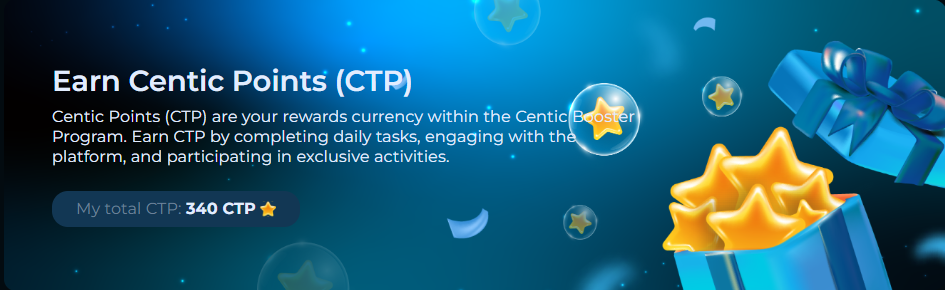 Earn Centic Points (CTP)
Centic Points (CTP) are your rewards currency within the Centic Booster
Program. Earn CTP by completing daily tasks, engaging with the
platform, and participating in exclusive activities.
My total CTP: 340 CTP